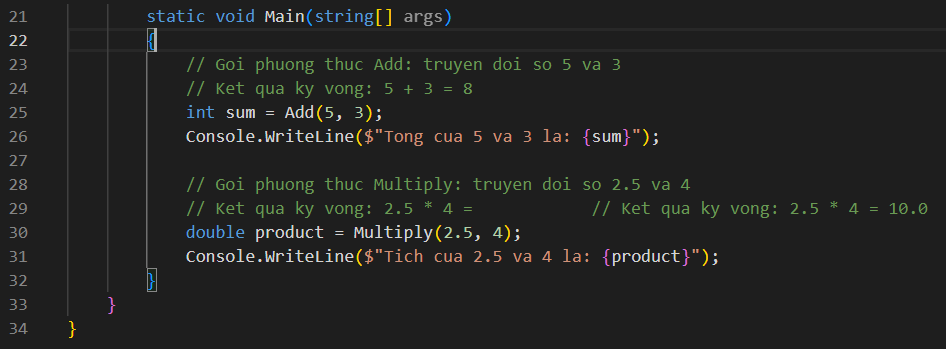 21 static void Main(string[] args)
22 {
23 // Goi phuong thuc Add: truyen doi so 5 va 3
24 // Ket qua ky vong: 5 + 3 = 8
25 int sum = Add(5, 3);
26 Console.WriteLine($"Tong cua 5 va 3 la: {sum}");
27
28 // Goi phuong thuc Multiply: truyen doi so 2.5 va 4
29 // Ket qua ky vong: 2.5 * 4 = // Ket qua ky vong: 2.5 * 4 = 10.0
30 double product = Multiply(2.5, 4);
31 Console.WriteLine($"Tich cua 2.5 va 4 la: {product}");
32 }
33 }
34 }